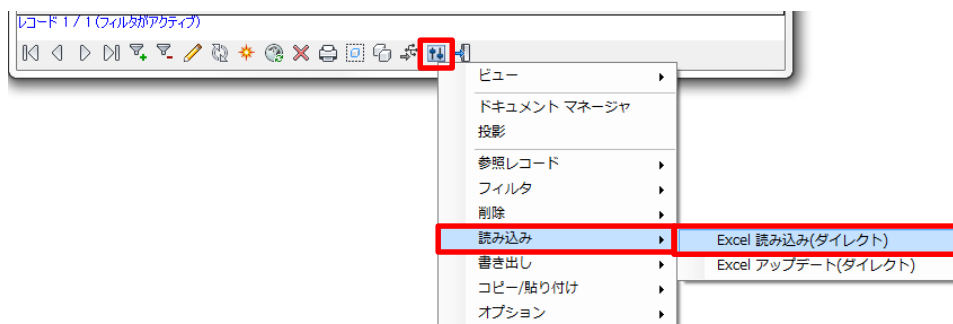 レコード 1 / 1 (フィルタがアクティブ)
ビュー
ドキュメント マネージャ
投影
参照レコード
フィルタ
削除
読み込み
Excel 読み込み(ダイレクト)
書き出し
Excel アップデート(ダイレクト)
コピー/貼り付け
オプション